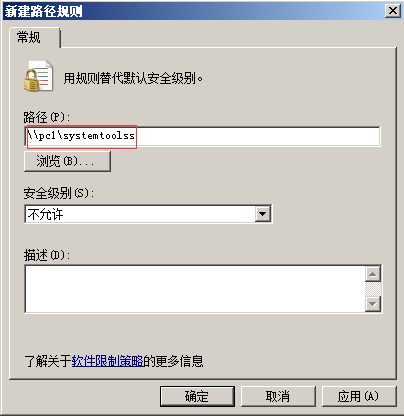 新建路径规则
常规
用规则替代默认安全级别。
路径(P):
\\pc1\systemtoolss
浏览(B)...
安全级别(S):
不允许
描述(D):
了解关于软件限制策略的更多信息
确定 取消 应用(A)